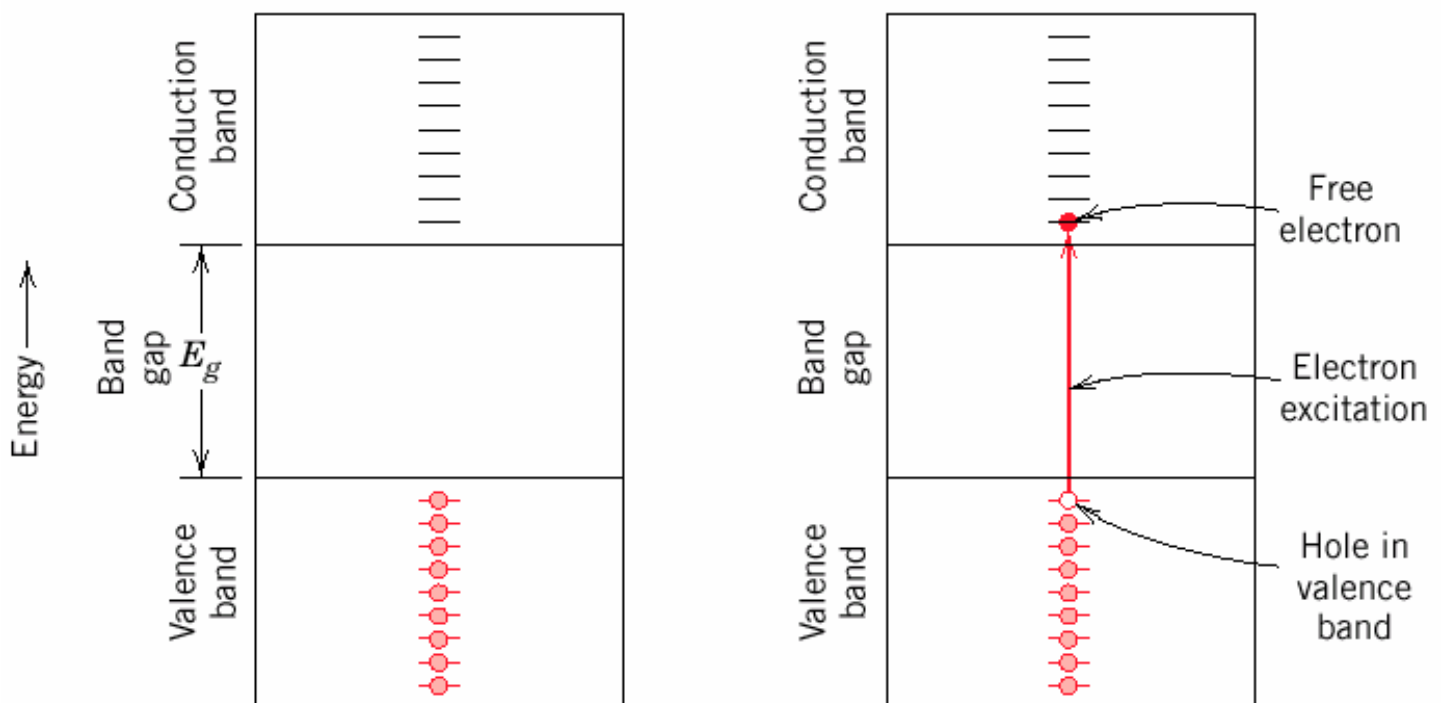 Energy
Conduction
band
Band
gap
E_g
Valence
band
Conduction
band
Band
gap
Valence
band
Free
electron
Electron
excitation
Hole in
valence
band